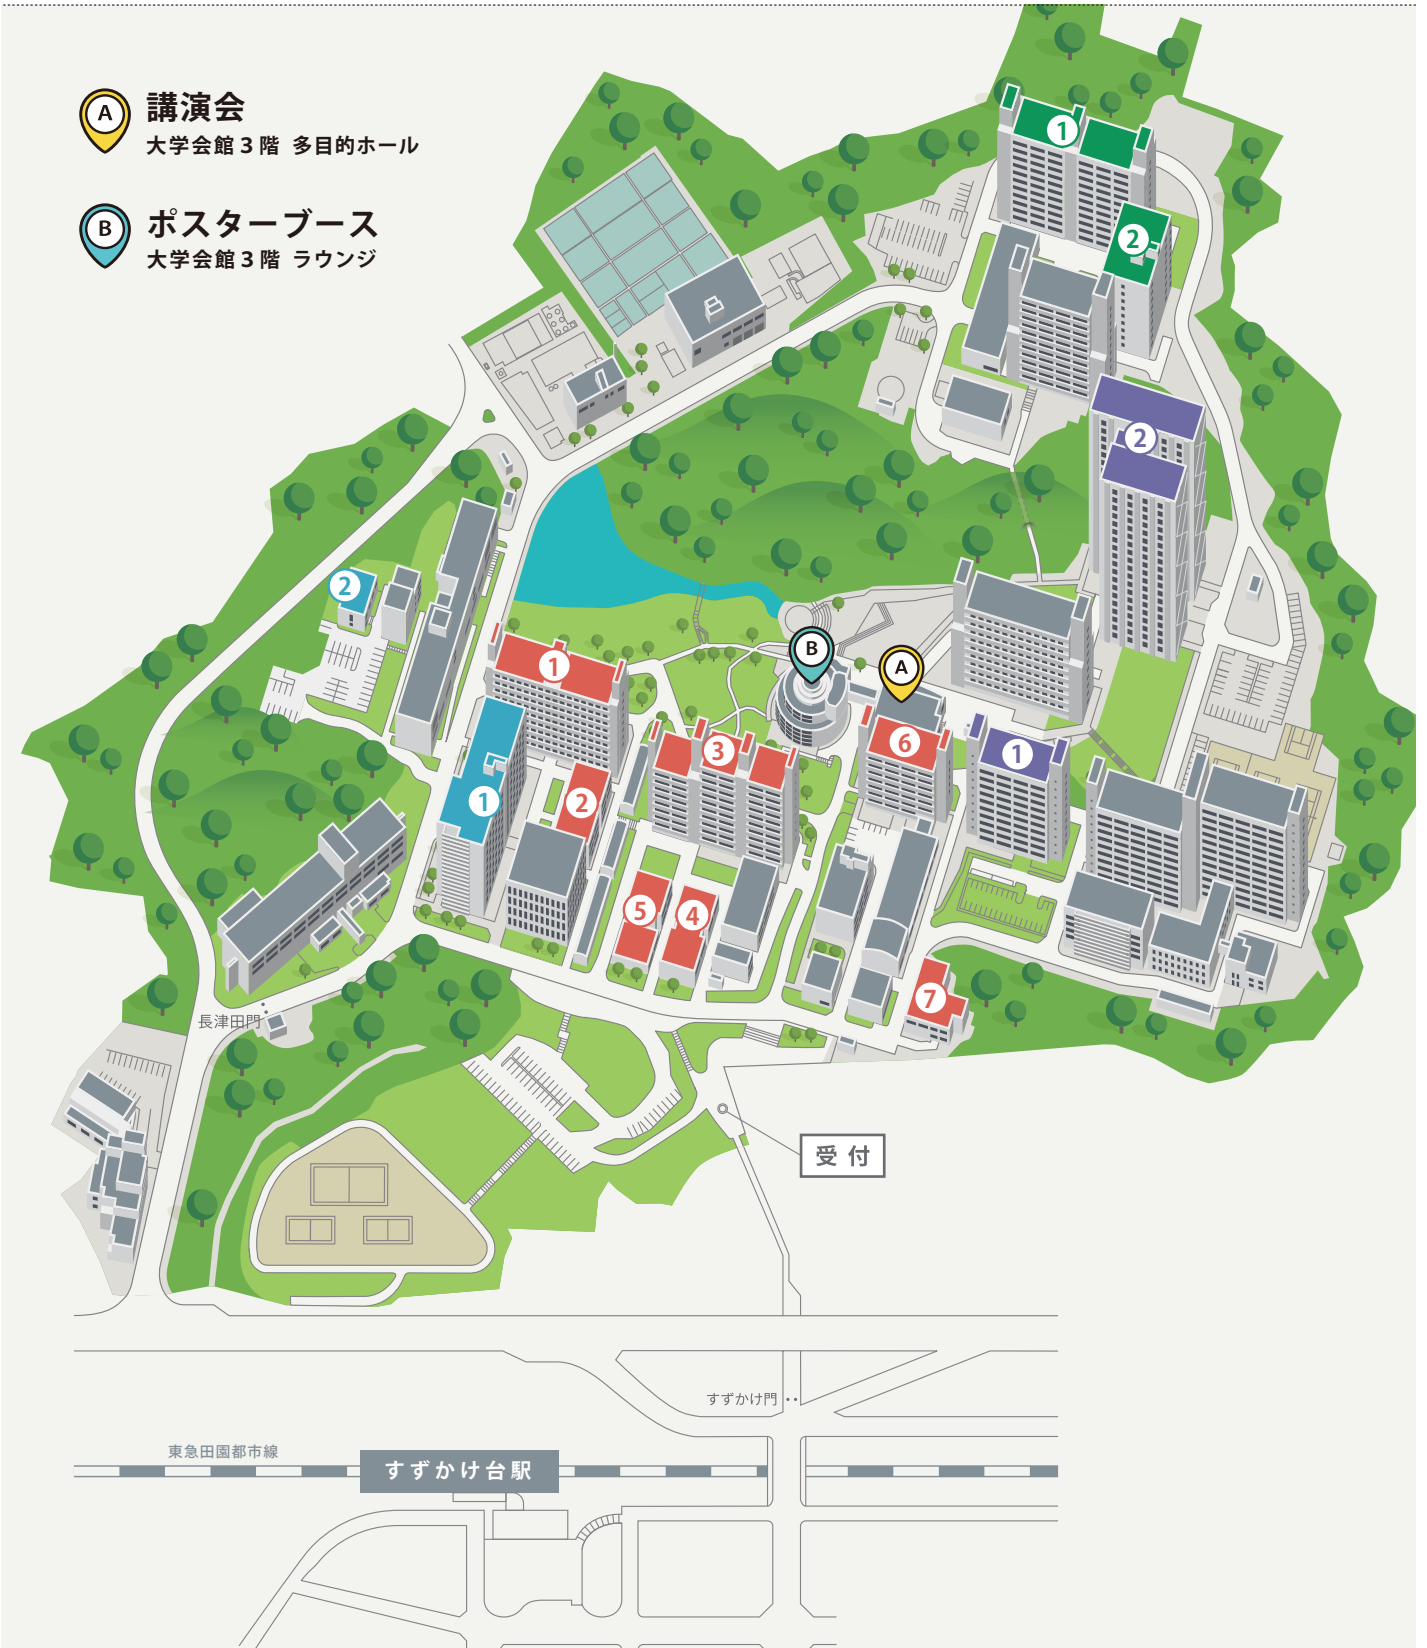 A
講演会
大学会館3階 多目的ホール
B
ポスターブース
大学会館3階 ラウンジ
1
2
2
2
1
B
A
3
6
1
1
2
5
4
7
長津田門
受付
すずかけ門
東急田園都市線
すずかけ台駅